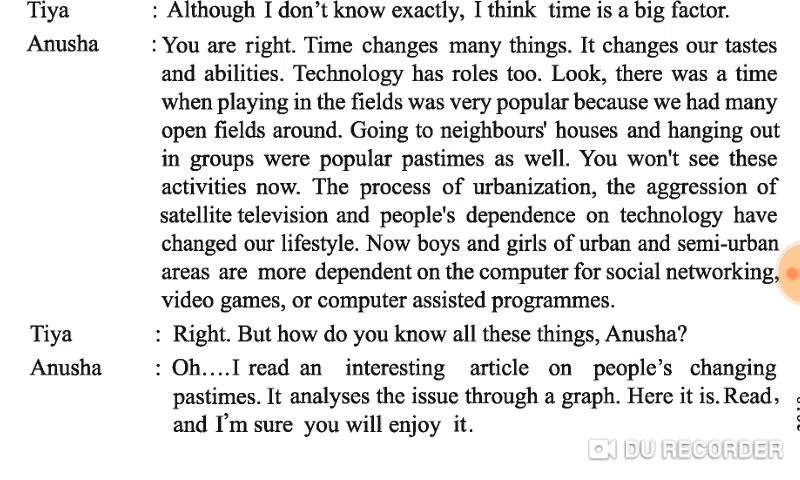 Tiya : Although I don't know exactly, I think time is a big factor.
Anusha : You are right. Time changes many things. It changes our tastes
and abilities. Technology has roles too. Look, there was a time
when playing in the fields was very popular because we had many
open fields around. Going to neighbours' houses and hanging out
in groups were popular pastimes as well. You won't see these
activities now. The process of urbanization, the aggression of
satellite television and people's dependence on technology have
changed our lifestyle. Now boys and girls of urban and semi-urban
areas are more dependent on the computer for social networking,
video games, or computer assisted programmes.
Tiya : Right. But how do you know all these things, Anusha?
Anusha : Oh....I read an interesting article on people's changing
pastimes. It analyses the issue through a graph. Here it is. Read,
and I'm sure you will enjoy it.
DU RECORDER